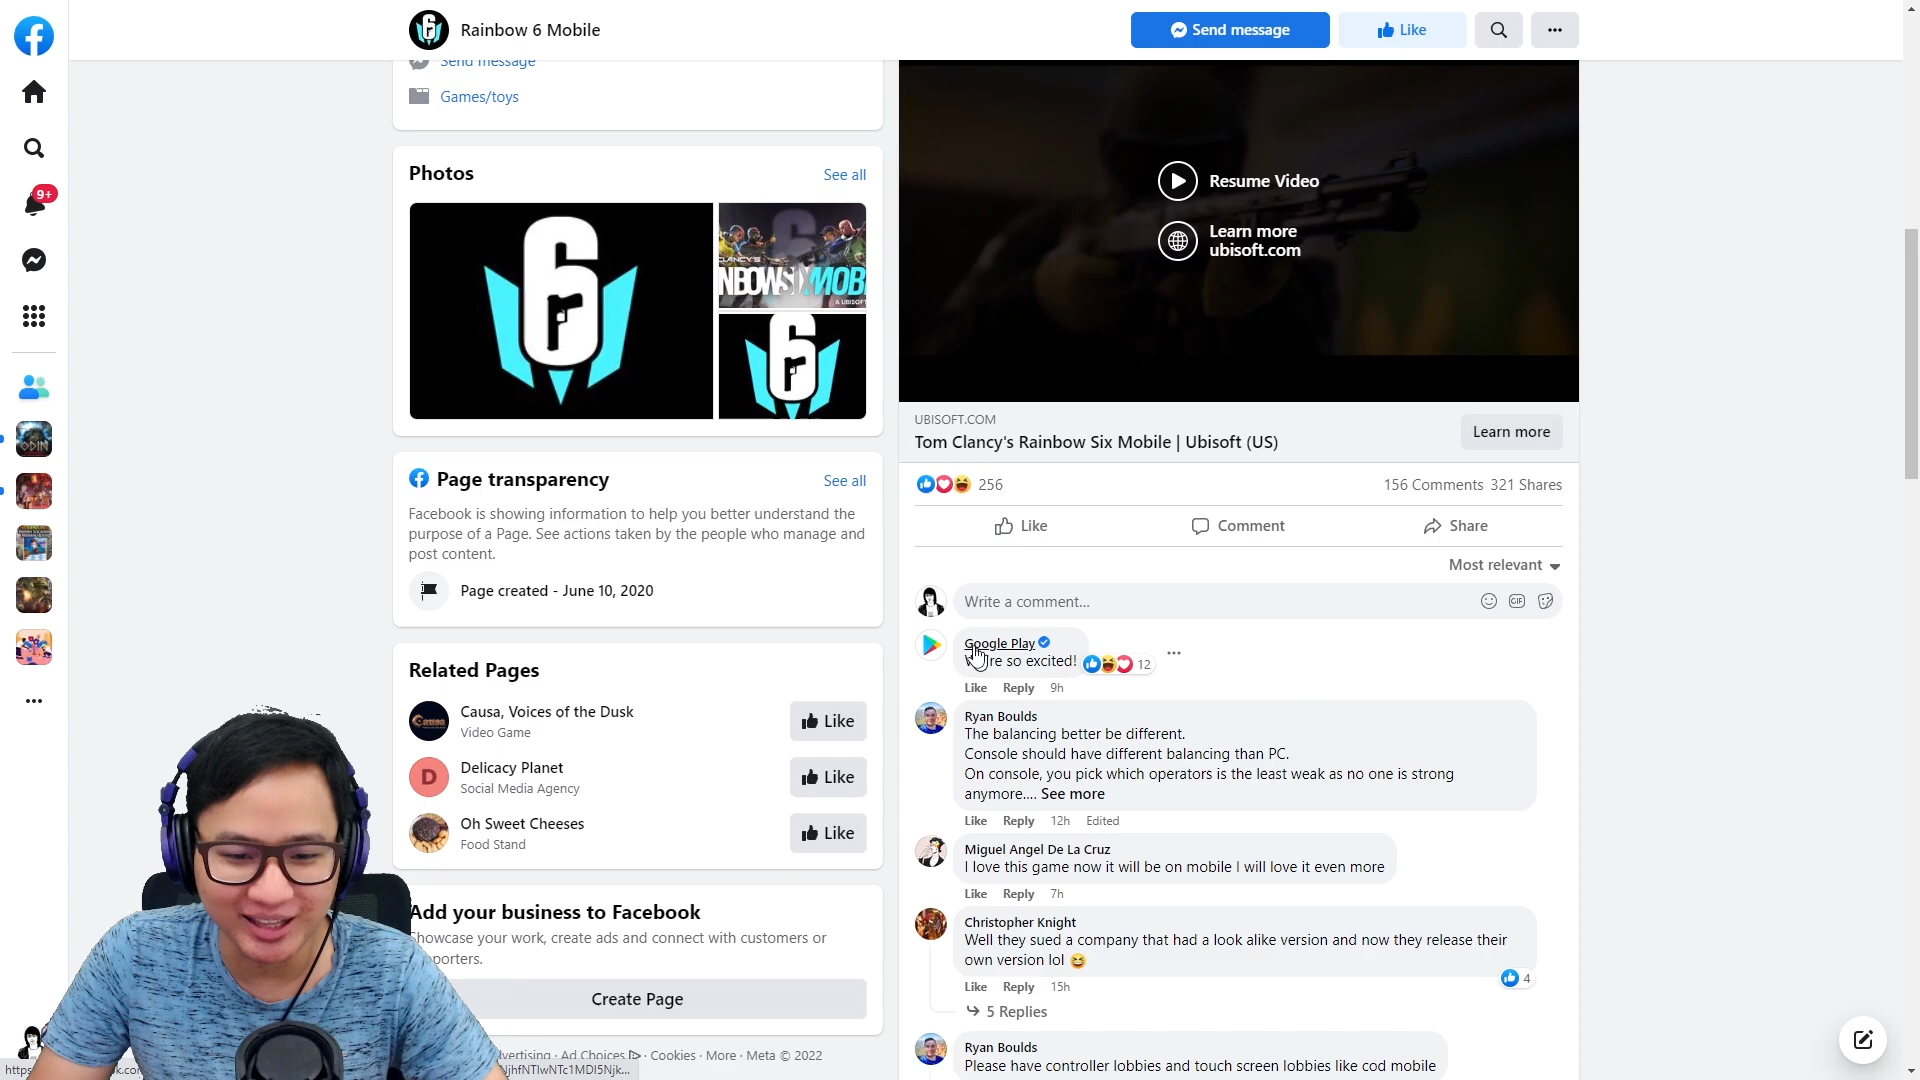 Rainbow 6 Mobile
Send message
Like
9+
Send message
Games/toys
Photos
See all
NBOWSIXMOB
A UBISOFT
Page transparency
See all
Facebook is showing information to help you better understand the
purpose of a Page. See actions taken by the people who manage and
post content.
Page created - June 10, 2020
Related Pages
Causa, Voices of the Dusk
Video Game
Like
D
Delicacy Planet
Social Media Agency
Like
Oh Sweet Cheeses
Food Stand
Like
Add your business to Facebook
Showcase your work, create ads and connect with customers or
porters.
Create Page
vertising · Ad Choices · Cookies · More · Meta © 2022
Resume Video
Learn more
ubisoft.com
UBISOFT.COM
Tom Clancy's Rainbow Six Mobile | Ubisoft (US)
Learn more
256
156 Comments 321 Shares
Like
Comment
Share
Most relevant
Write a comment...
GIF
Google Play
re so excited!
12
Like Reply 9h
Ryan Boulds
The balancing better be different.
Console should have different balancing than PC.
On console, you pick which operators is the least weak as no one is strong
anymore.... See more
Like Reply 12h Edited
Miguel Angel De La Cruz
I love this game now it will be on mobile I will love it even more
Like Reply 7h
Christopher Knight
Well they sued a company that had a look alike version and now they release their
own version lol 😆
4
Like Reply 15h
5 Replies
Ryan Boulds
Please have controller lobbies and touch screen lobbies like cod mobile